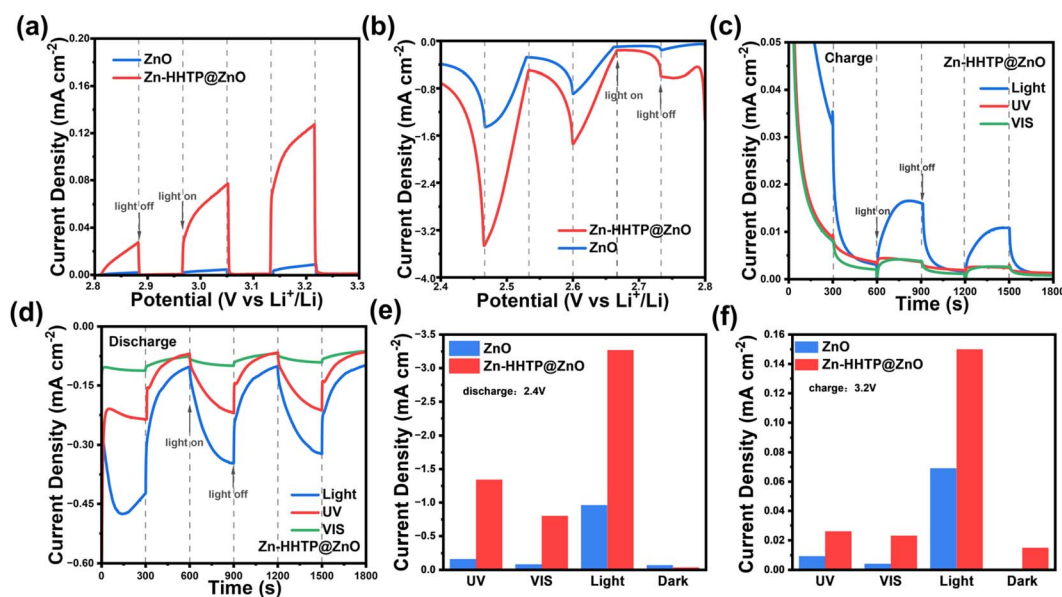 (a)
Current Density (mA cm⁻²)
0.20
0.16
0.12
0.08
0.04
0.00
ZnO
Zn-HHTP@ZnO
light off
light on
2.8 2.9 3.0 3.1 3.2 3.3
Potential (V vs Li⁺/Li)
(b)
Current Density (mA cm⁻²)
0.0
-0.8
-1.6
-2.4
-3.2
-4.0
light on
light off
Zn-HHTP@ZnO
ZnO
2.4 2.5 2.6 2.7 2.8
Potential (V vs Li⁺/Li)
(c)
Current Density (mA cm⁻²)
0.05
0.04
0.03
0.02
0.01
0.00
Charge
Zn-HHTP@ZnO
Light
UV
VIS
light on
light off
0 300 600 900 1200 1500 1800
Time (s)
(d)
Current Density (mA cm⁻²)
0.00
-0.15
-0.30
-0.45
-0.60
Discharge
light on
light off
Light
UV
VIS
Zn-HHTP@ZnO
0 300 600 900 1200 1500 1800
Time (s)
(e)
Current Density (mA cm⁻²)
-3.5
-3.0
-2.5
-2.0
-1.5
-1.0
-0.5
0.0
ZnO
Zn-HHTP@ZnO
discharge：2.4V
UV VIS Light Dark
(f)
Current Density (mA cm⁻²)
0.16
0.14
0.12
0.10
0.08
0.06
0.04
0.02
0.00
ZnO
Zn-HHTP@ZnO
charge：3.2V
UV VIS Light Dark